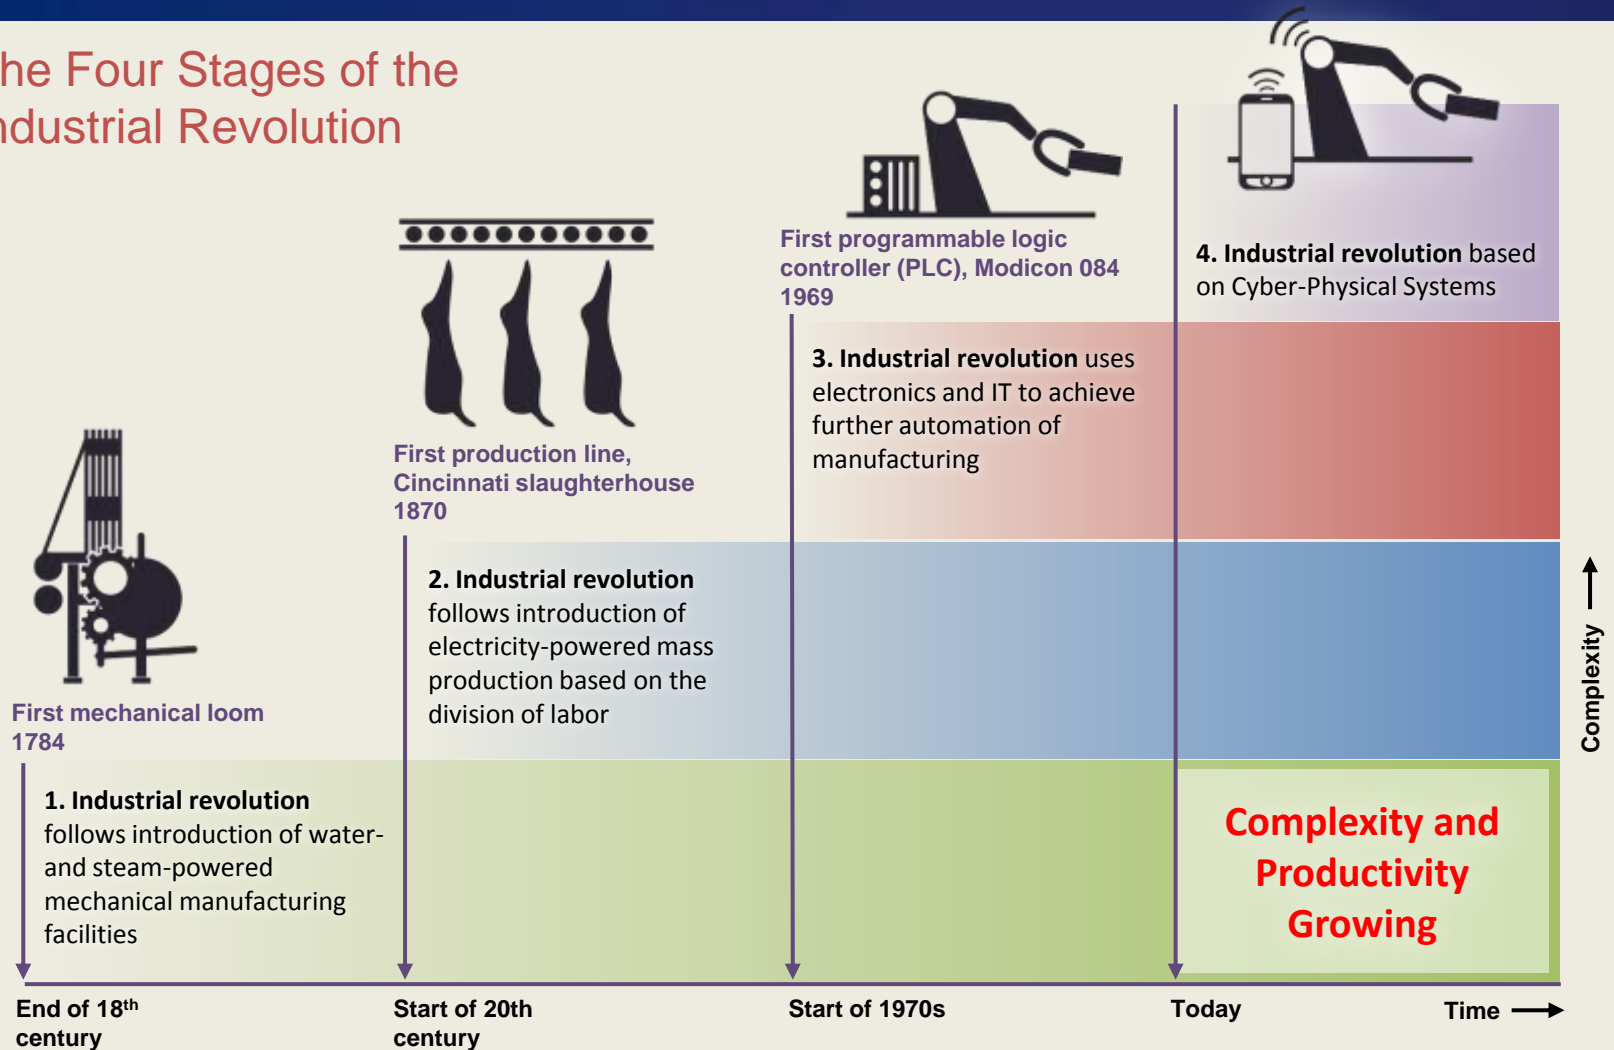 he Four Stages of the
ndustrial Revolution
First programmable logic
controller (PLC), Modicon 084
1969
4. Industrial revolution based
on Cyber-Physical Systems
3. Industrial revolution uses
electronics and IT to achieve
further automation of
manufacturing
First production line,
Cincinnati slaughterhouse
1870
2. Industrial revolution
follows introduction of
electricity-powered mass
production based on the
division of labor
First mechanical loom
1784
1. Industrial revolution
follows introduction of water-
and steam-powered
mechanical manufacturing
facilities
Complexity and
Productivity
Growing
Complexity
End of 18th
century
Start of 20th
century
Start of 1970s
Today
Time